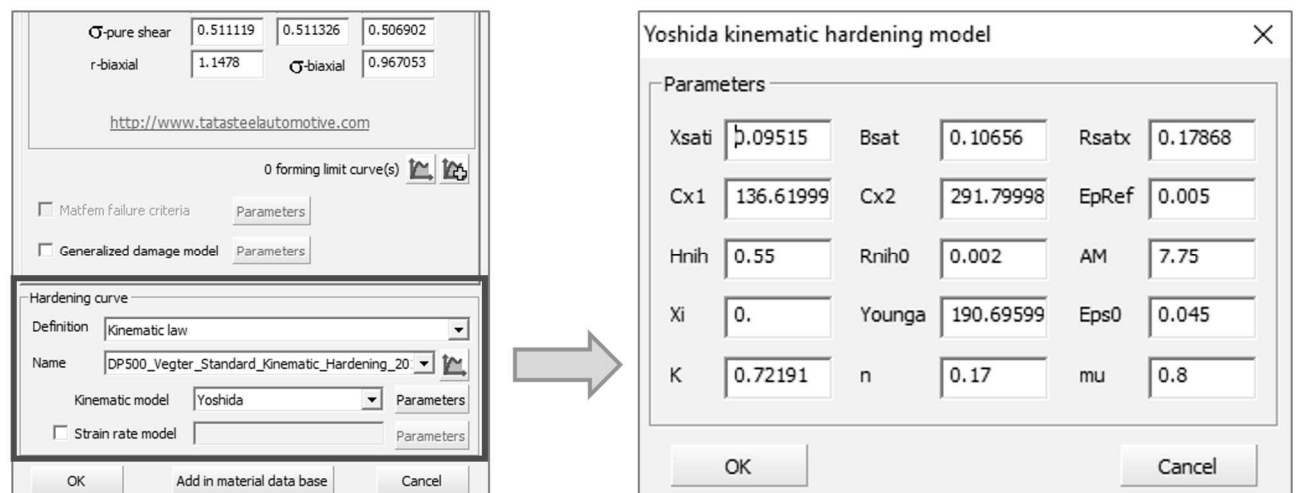 σ-pure shear 0.511119 0.511326 0.506902
r-biaxial 1.1478 σ-biaxial 0.967053
http://www.tatasteelautomotive.com
0 forming limit curve(s)
Matfem failure criteria Parameters
Generalized damage model Parameters
Hardening curve
Definition Kinematic law
Name DP500_Vegter_Standard_Kinematic_Hardening_20
Kinematic model Yoshida Parameters
Strain rate model Parameters
OK Add in material data base Cancel
Yoshida kinematic hardening model
Parameters
Xsati 0.09515 Bsat 0.10656 Rsatx 0.17868
Cx1 136.61999 Cx2 291.79998 EpRef 0.005
Hnih 0.55 Rnih0 0.002 AM 7.75
Xi 0. Younga 190.69599 Eps0 0.045
K 0.72191 n 0.17 mu 0.8
OK Cancel